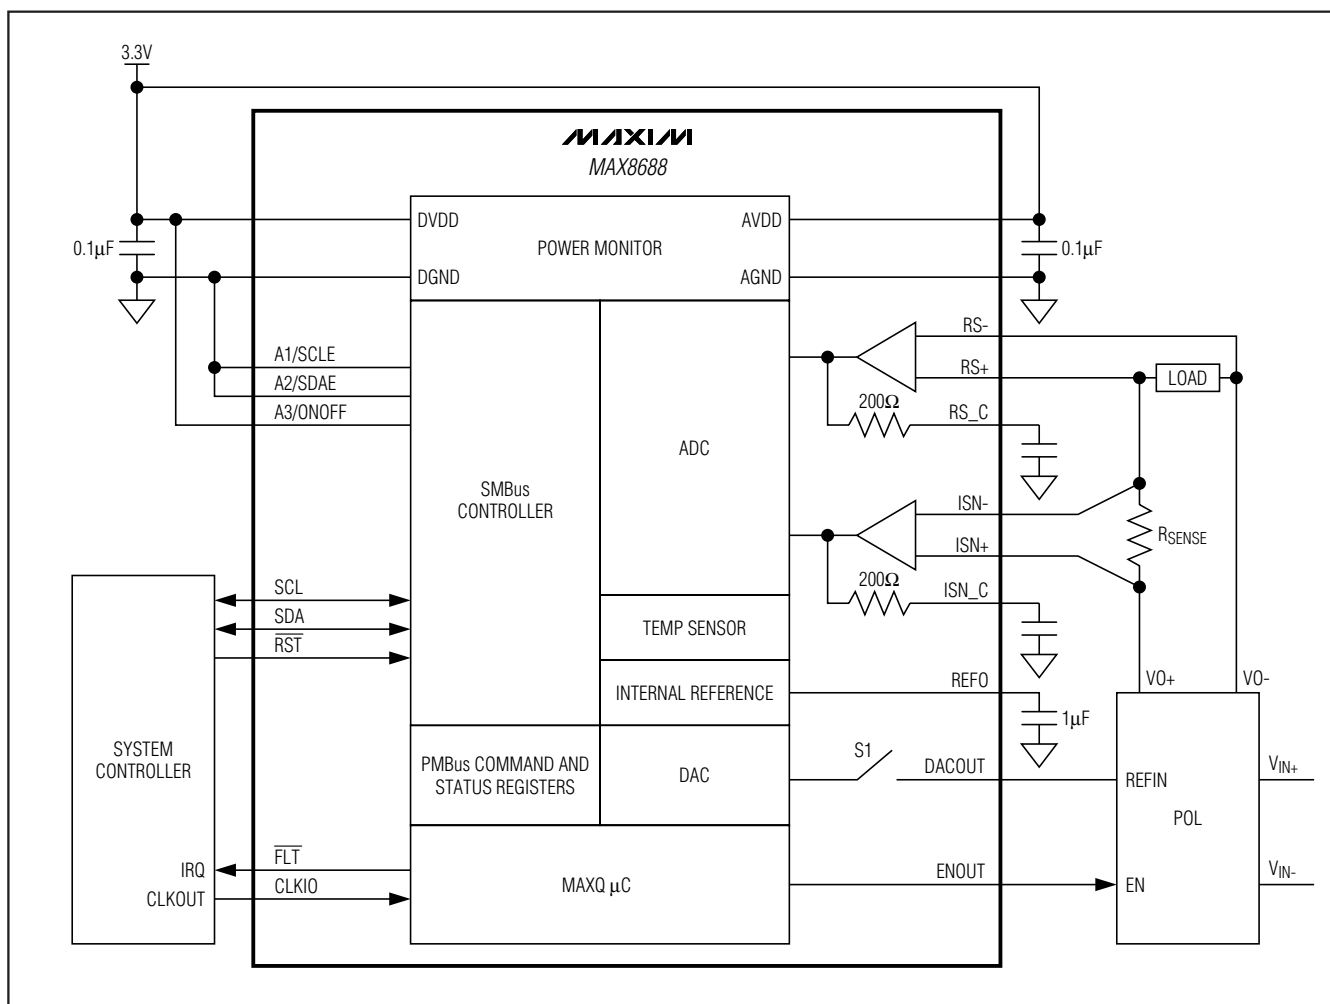 3.3V
MAXIM
MAX8688
DVDD
AVDD
0.1µF
POWER MONITOR
0.1µF
DGND
AGND
RS-
A1/SCLE
RS+
LOAD
A2/SDAE
200Ω
A3/ONOFF
RS_C
ADC
SMBus
CONTROLLER
ISN-
RSENSE
ISN+
200Ω
SCL
ISN_C
SDA
TEMP SENSOR
RST
VO+
VO-
INTERNAL REFERENCE
REFO
1µF
SYSTEM
CONTROLLER
PMBus COMMAND AND
STATUS REGISTERS
DAC
S1
DACOUT
REFIN
VIN+
POL
FLT
IRQ
MAXQ µC
ENOUT
EN
VIN-
CLKIO
CLKOUT